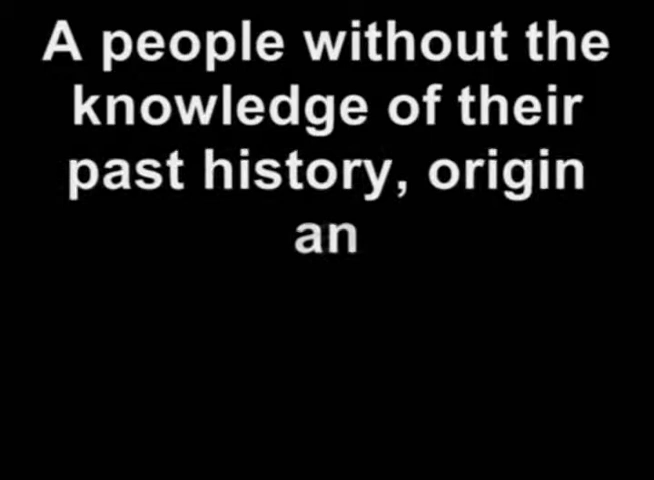 A people without the
knowledge of their
past history, origin
an